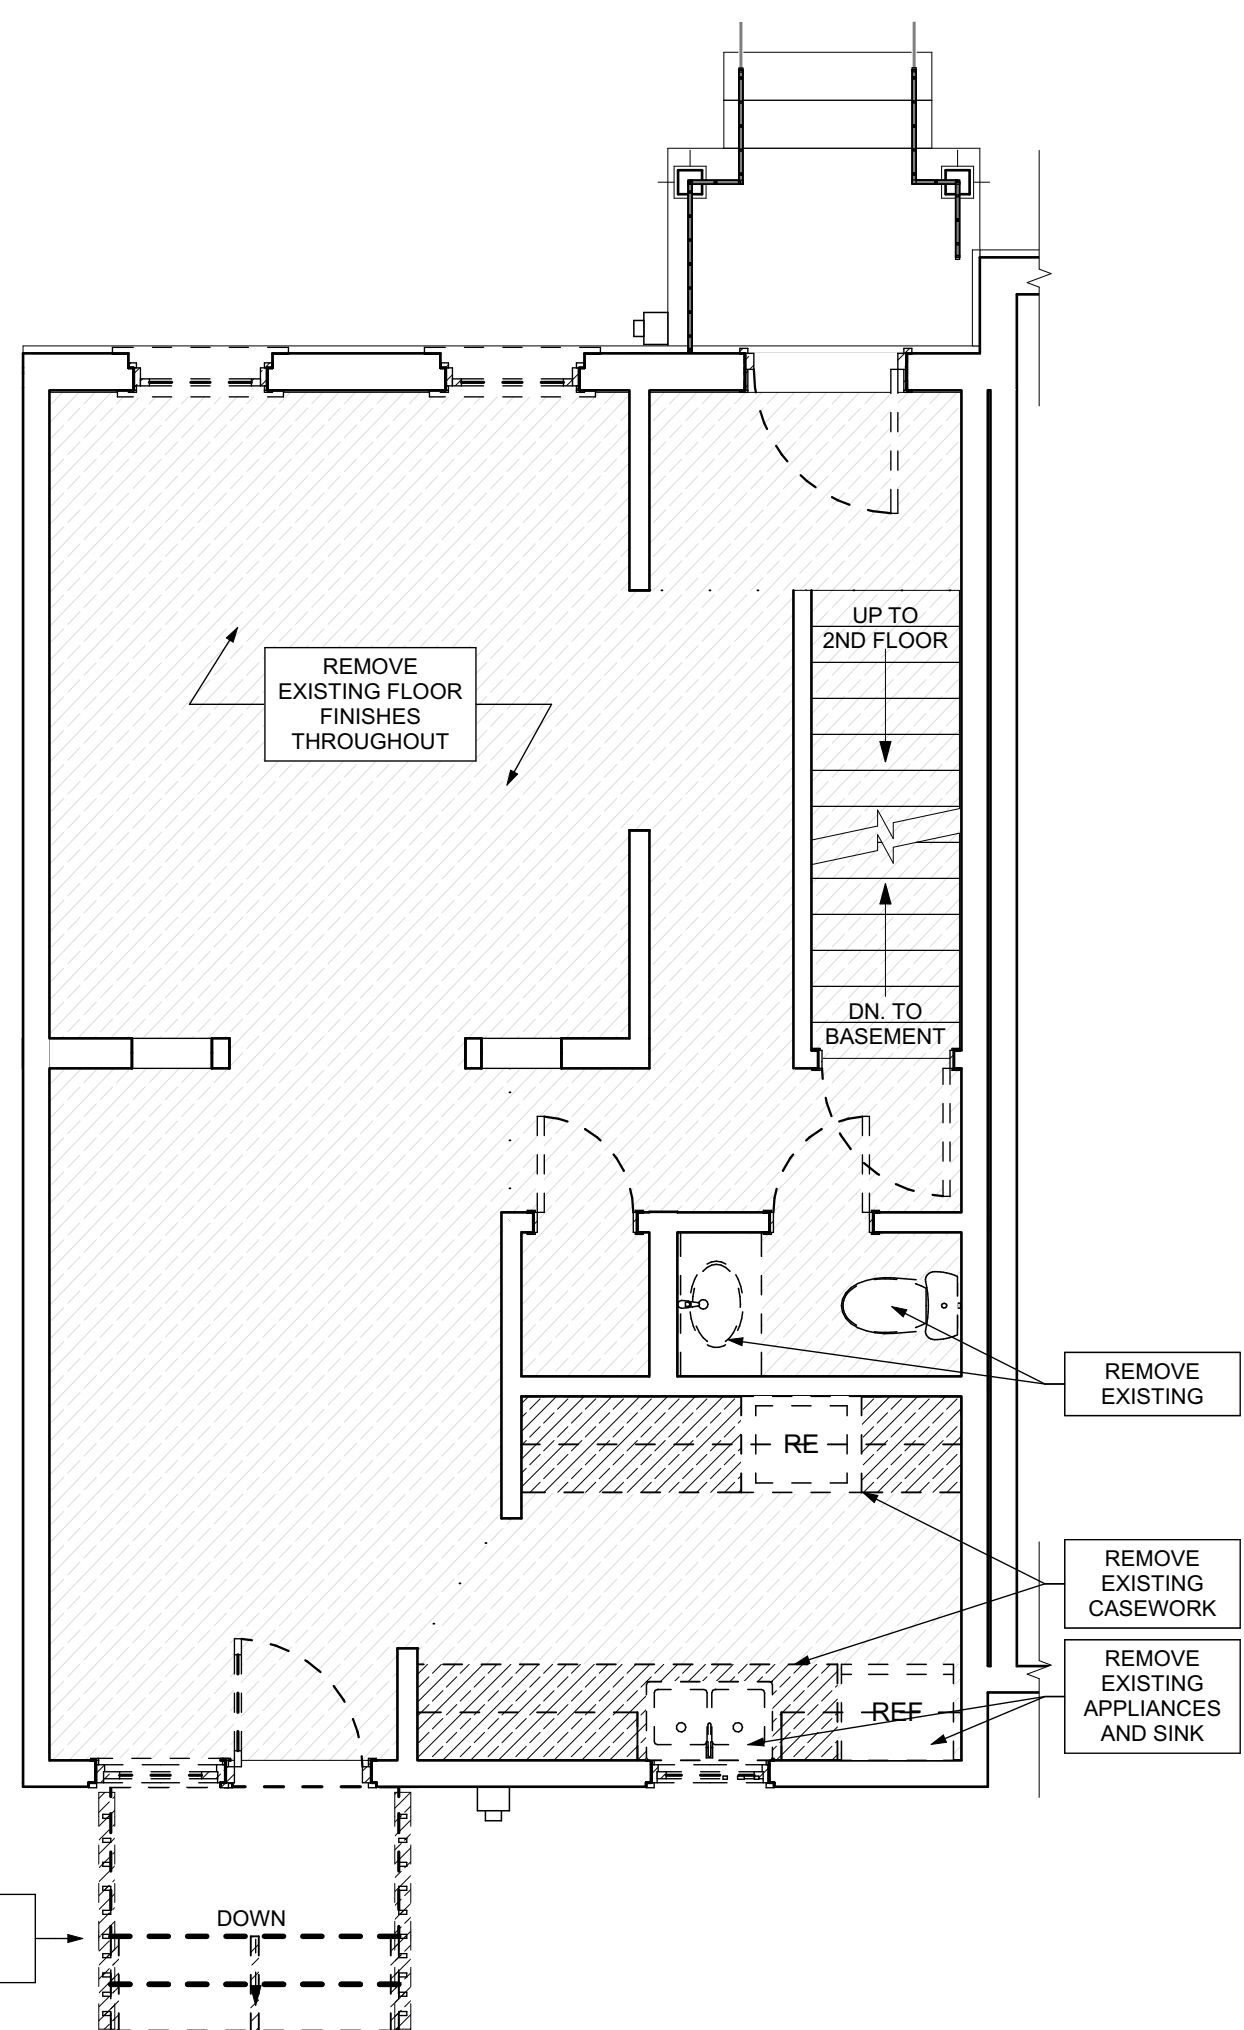 UP TO
2ND FLOOR
REMOVE
EXISTING FLOOR
FINISHES
THROUGHOUT
DN. TO
BASEMENT
REMOVE
EXISTING
RE
REMOVE
EXISTING
CASEWORK
REMOVE
EXISTING
APPLIANCES
AND SINK
REF
DOWN